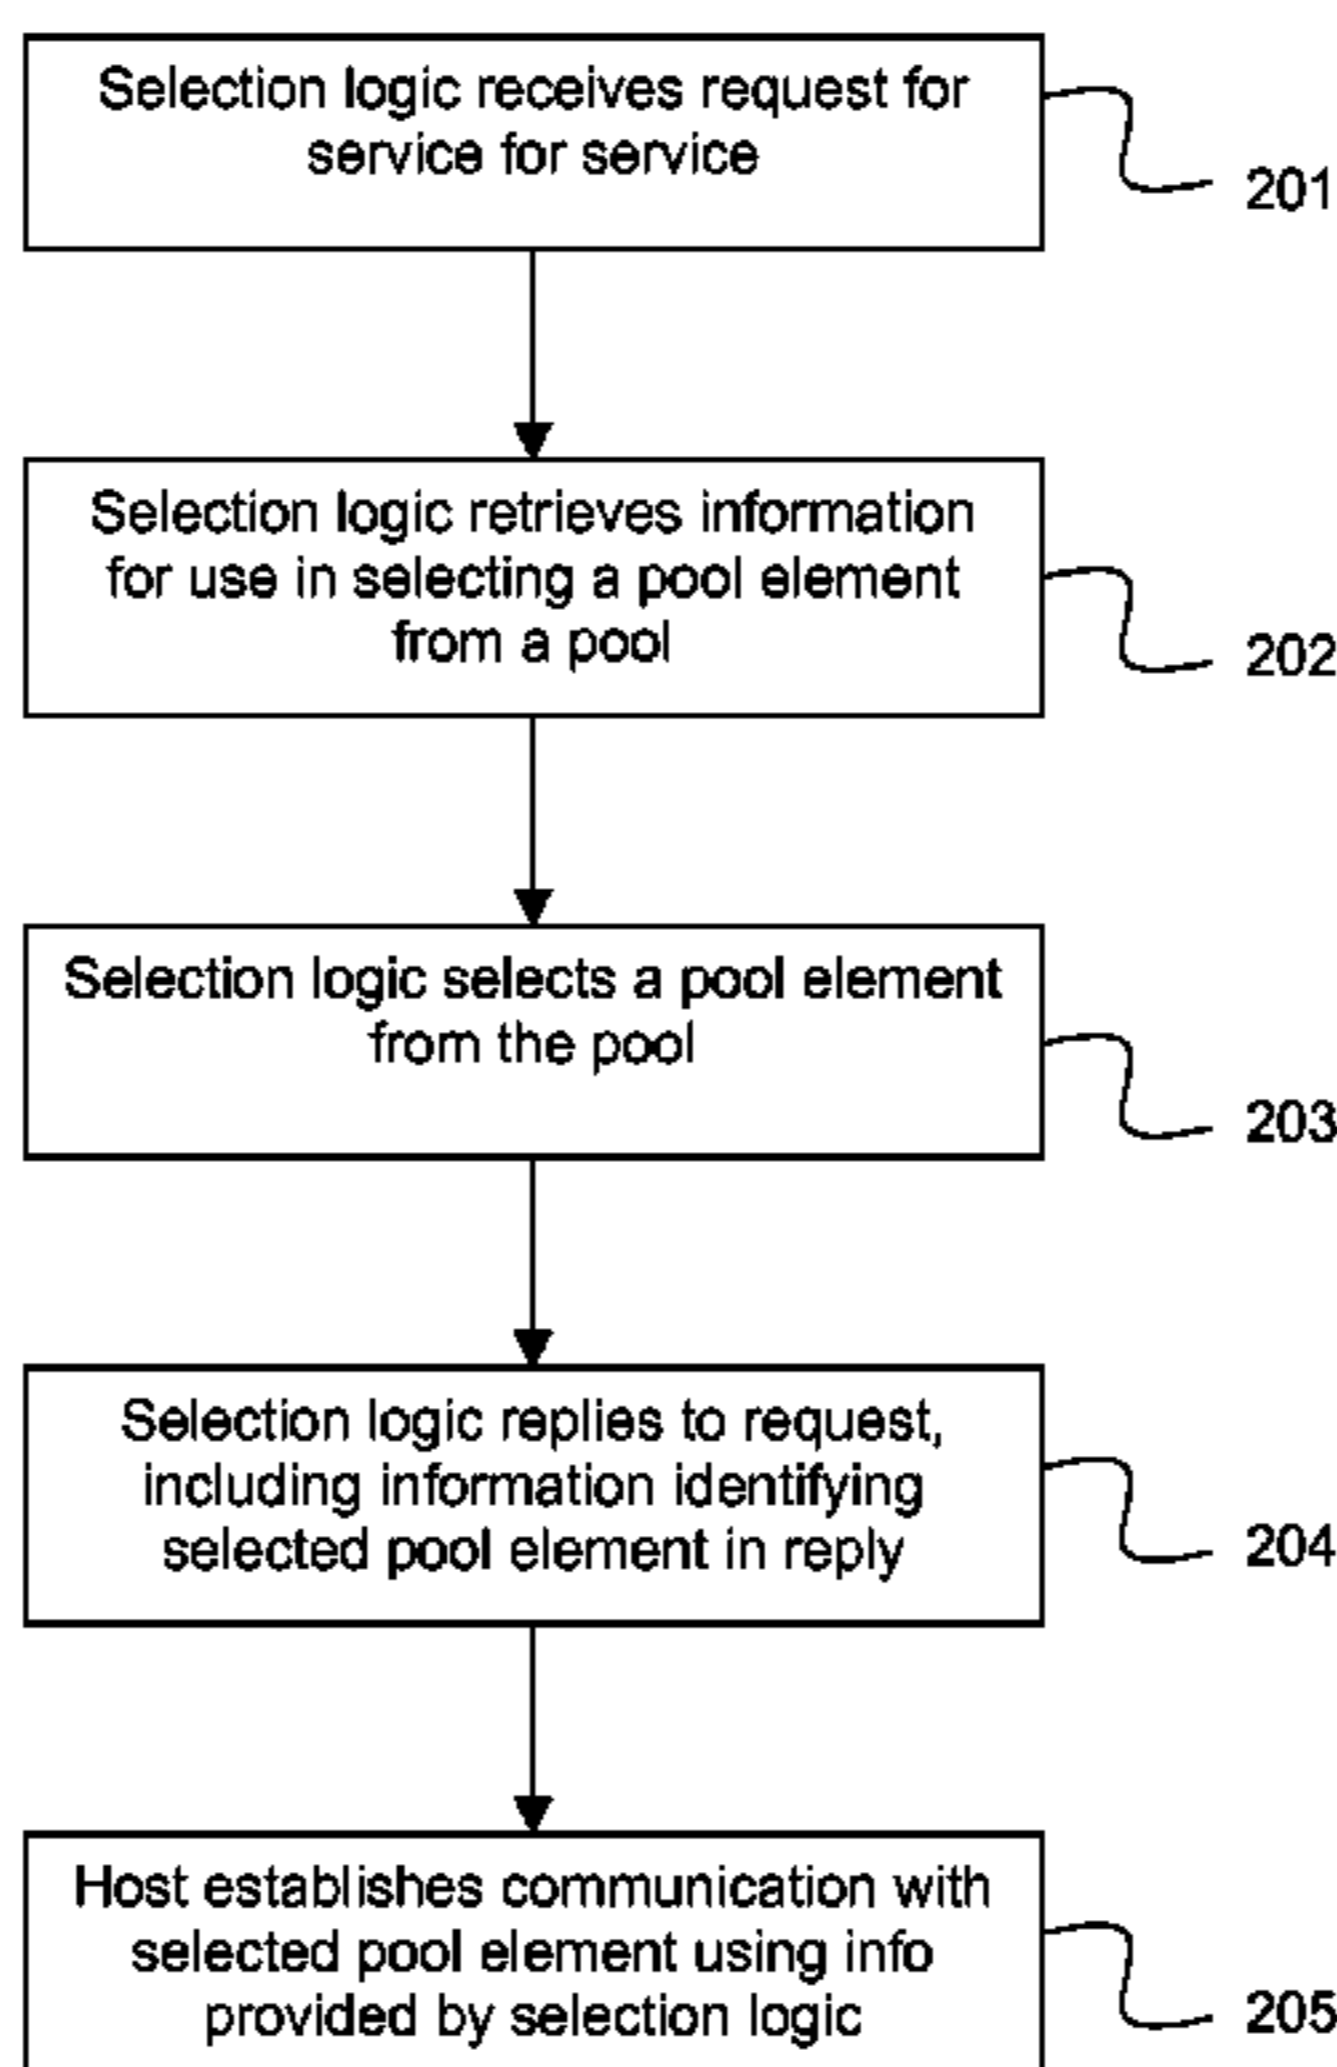 Selection logic receives request for
service for service
201
Selection logic retrieves information
for use in selecting a pool element
from a pool
202
Selection logic selects a pool element
from the pool
203
Selection logic replies to request,
including information identifying
selected pool element in reply
204
Host establishes communication with
selected pool element using info
provided by selection logic
205